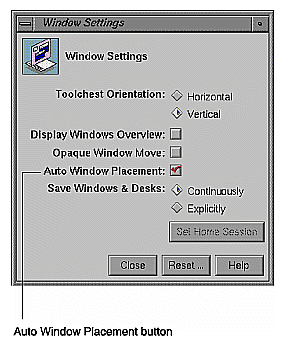 Window Settings
Window Settings
Toolchest Orientation: Horizontal
Vertical
Display Windows Overview:
Opaque Window Move:
Auto Window Placement:
Save Windows & Desks: Continuously
Explicitly
Set Home Session
Close Reset ... Help
Auto Window Placement button